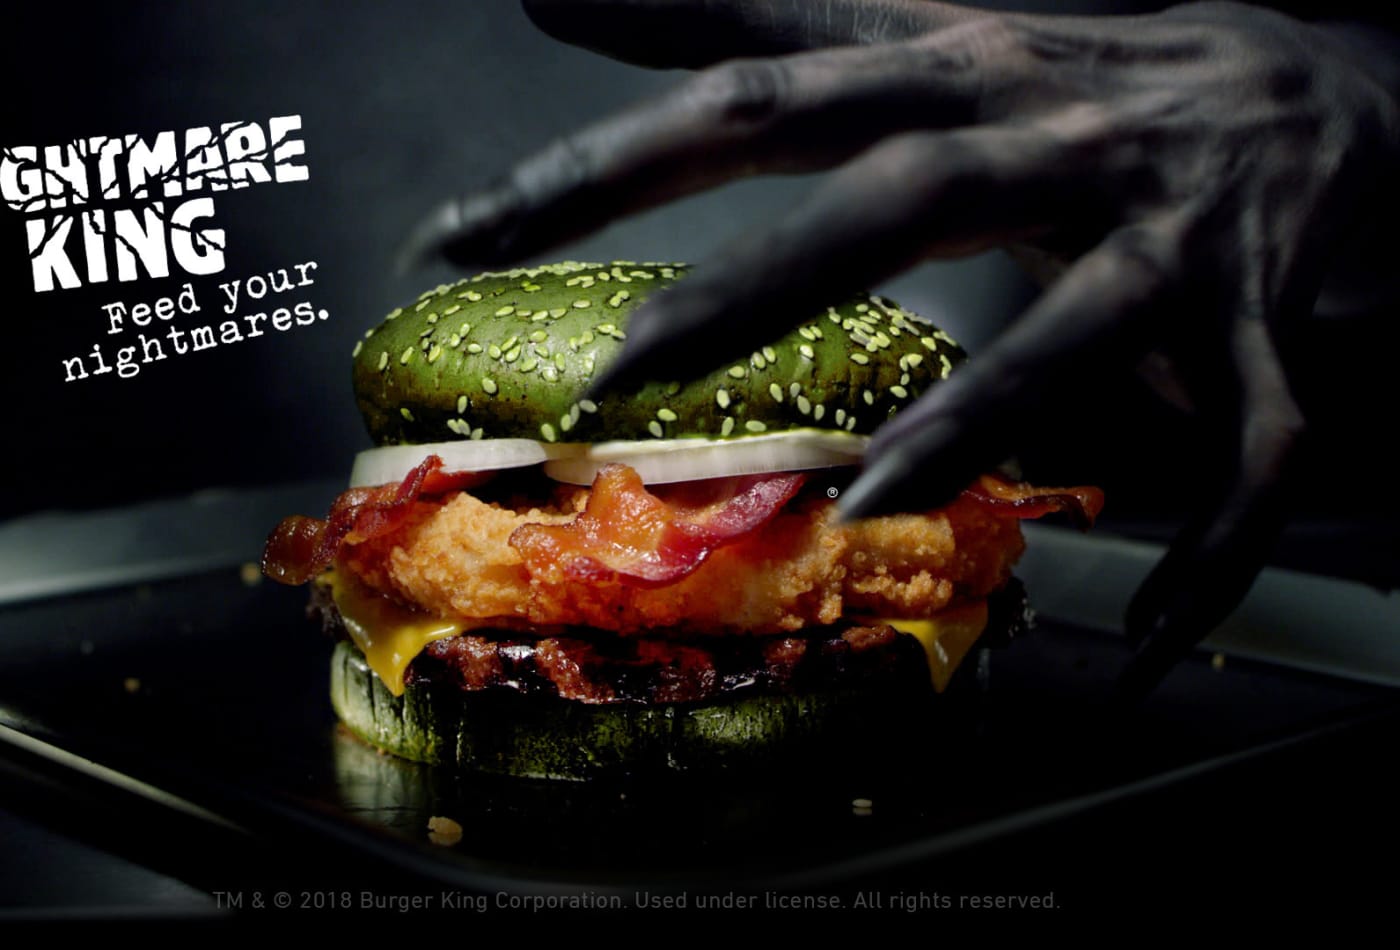 GHTMARE
KING
Feed your
nightmares.
®
TM & © 2018 Burger King Corporation. Used under license. All rights reserved.